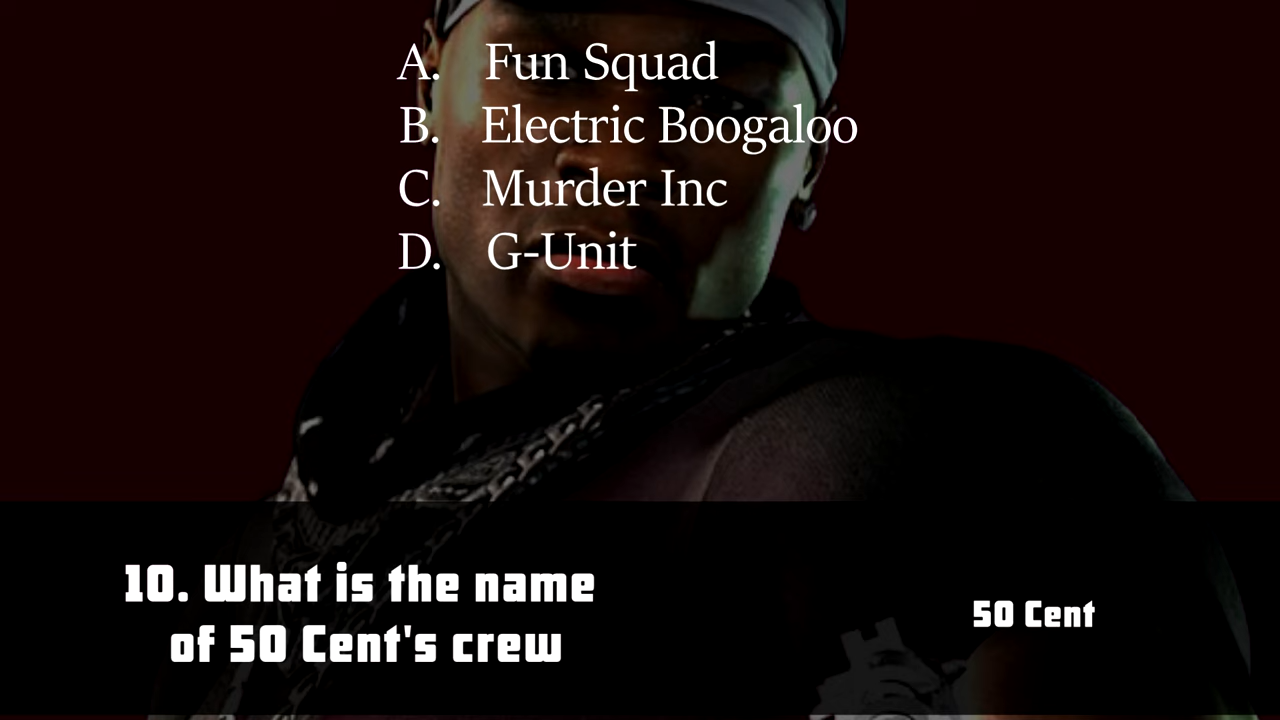 A. Fun Squad
B. Electric Boogaloo
C. Murder Inc
D. G-Unit
10. What is the name
of 50 Cent's crew
50 Cent